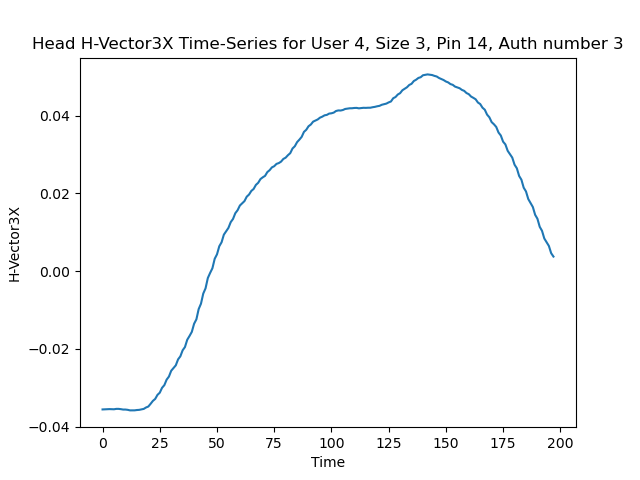 Head H-Vector3X Time-Series for User 4, Size 3, Pin 14, Auth number 3
H-Vector3X
0.04
0.02
0.00
−0.02
−0.04
0 25 50 75 100 125 150 175 200
Time